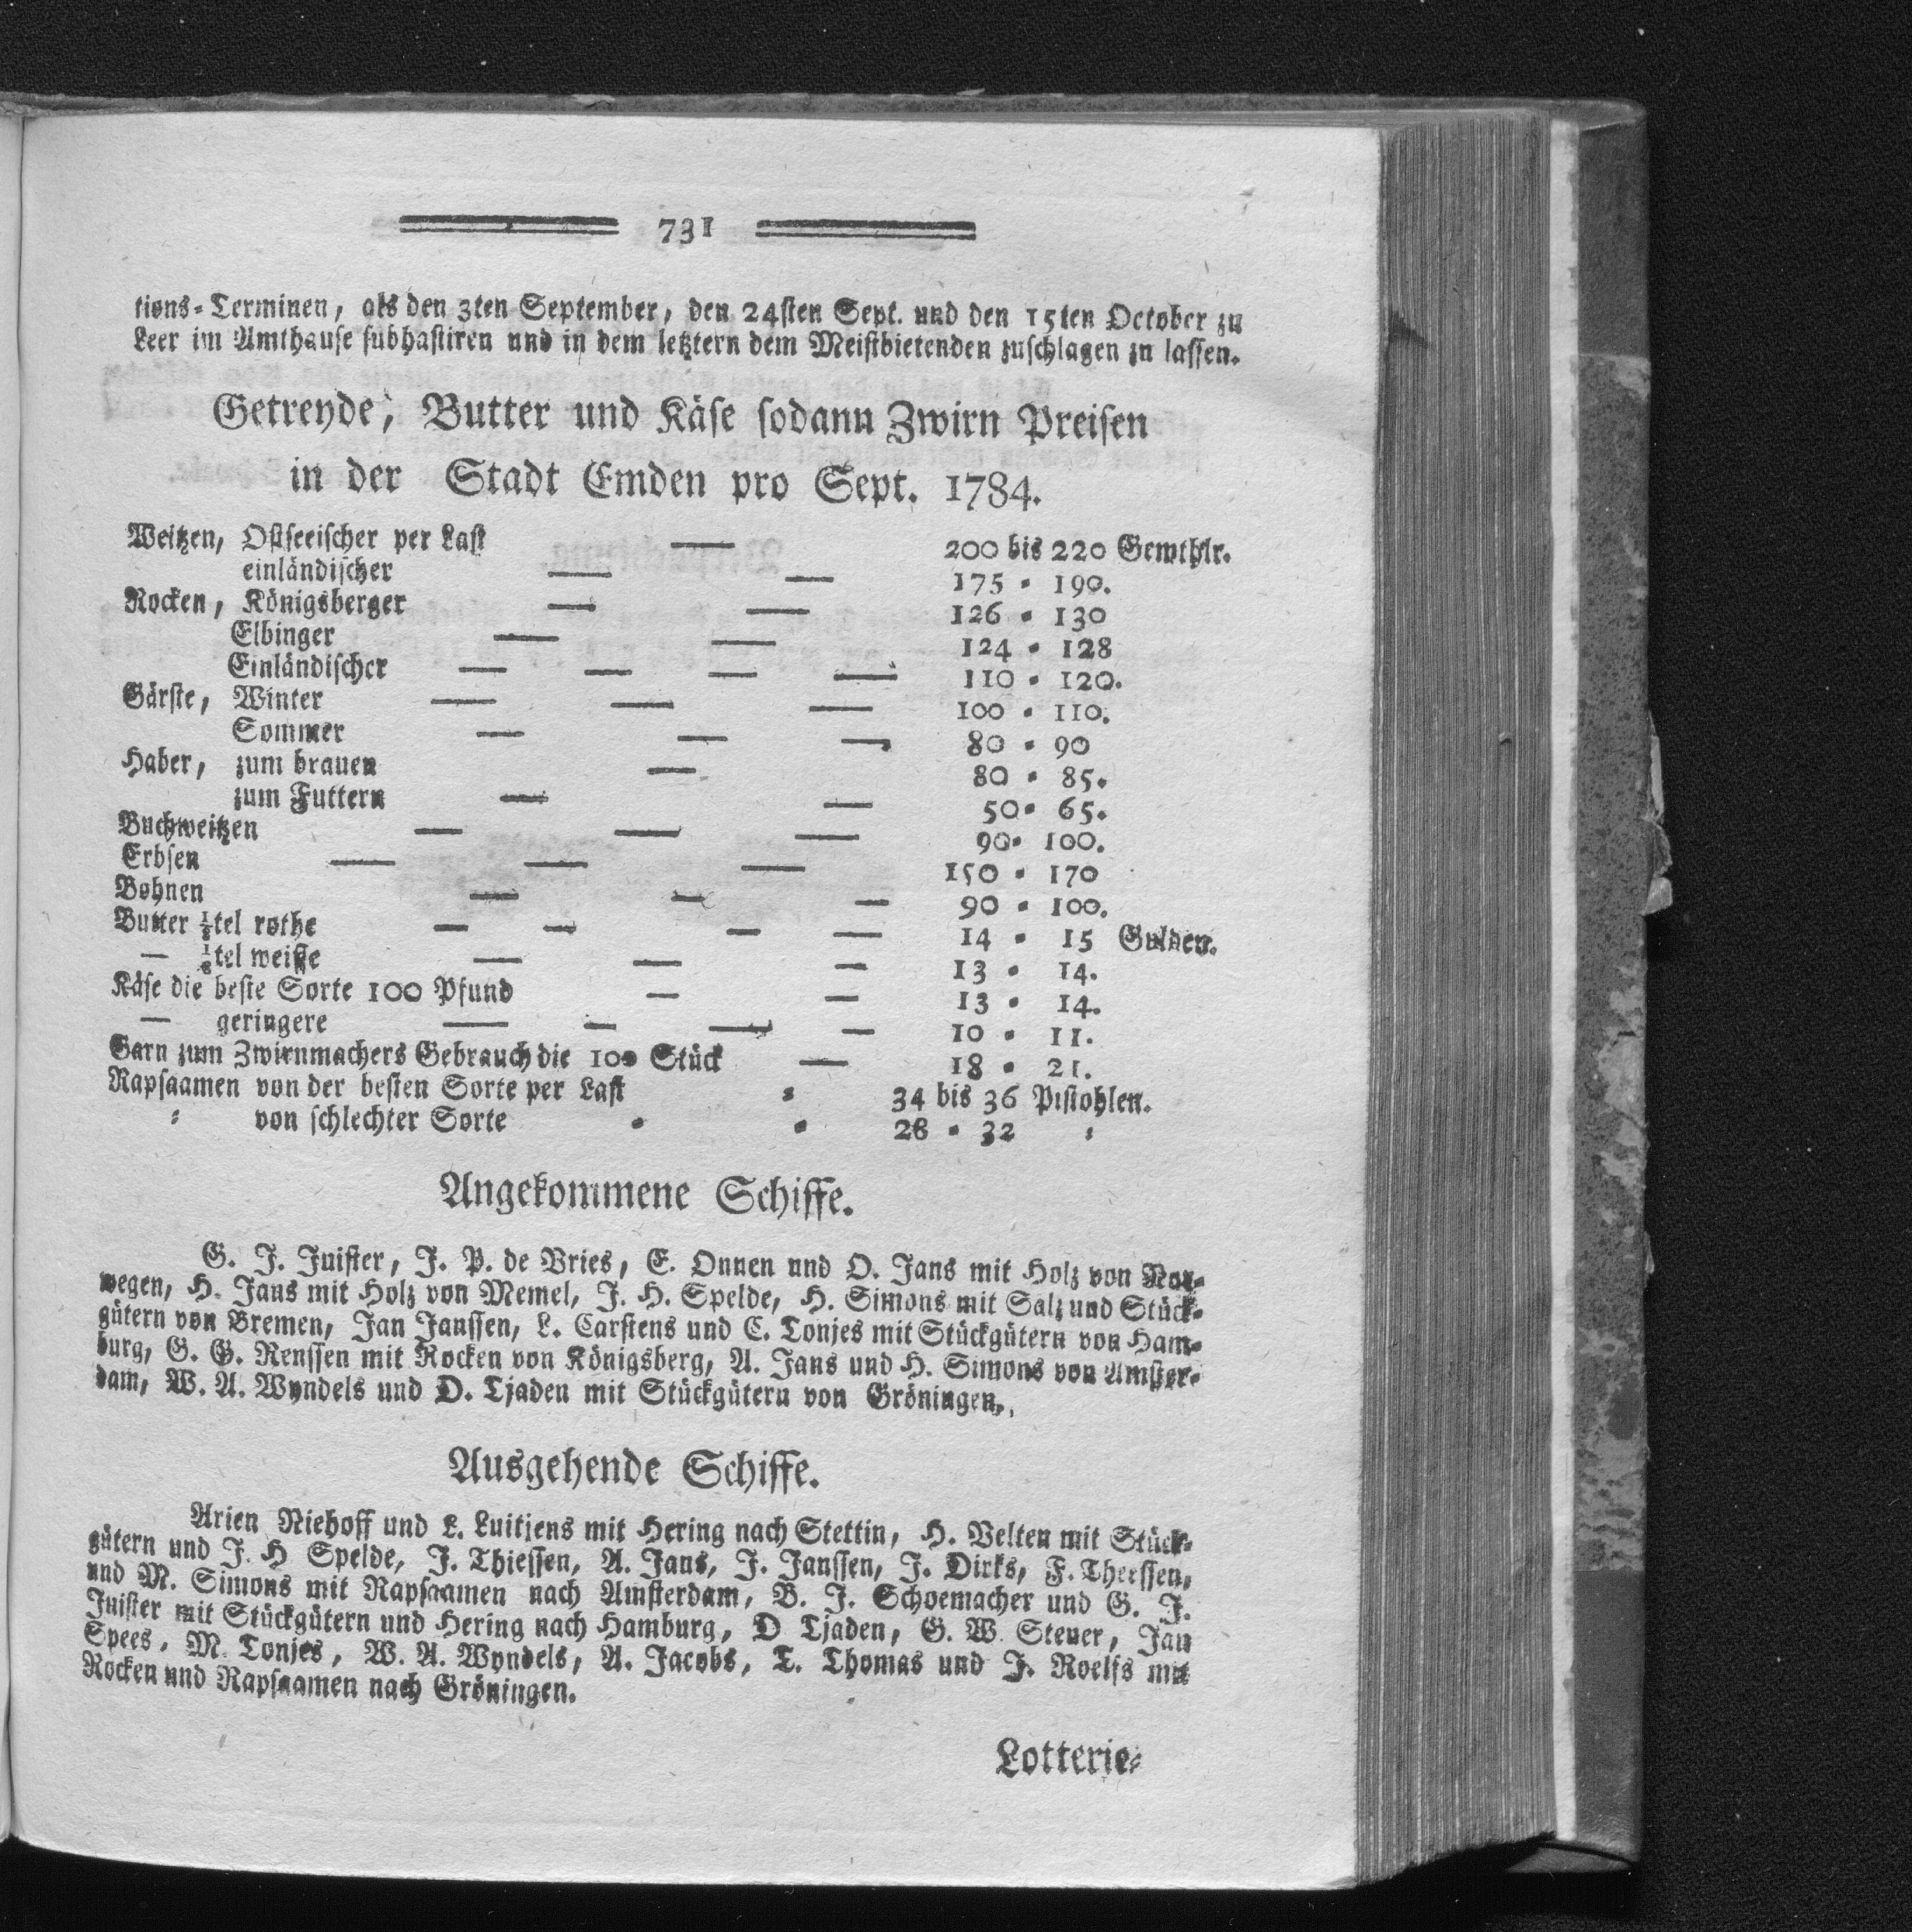 731
tions-Terminen, als den 3ten September, den 24sten Sept. und den 15ten October zu
Leer im Amthause subhastiren und in dem letztern dem Meistbietenden zuschlagen zu lassen.
Getreyde, Butter und Käse sodann Zwirn Preisen
in der Stadt Emden pro Sept. 1784.
Weitzen, Ostseeischer per Last — 200 bis 220 Gewthlr.
einländischer — — 175 = 190.
Rocken, Königsberger — — 126 = 130
Elbinger — — 124 = 128
Einländischer — — — — 110 = 120.
Gärste, Winter — — — 100 = 110.
Sommer — — — 80 = 90
Haber, zum brauen — 80 = 85.
zum Futtern — — 50 = 65.
Buchweitzen — — — 90 = 100.
Erbsen — — — 150 = 170
Bohnen — — — 90 = 100.
Butter ⅛tel rothe — — — — 14 = 15 Gulden.
— ⅛tel weisse — — — 13 = 14.
Käse die beste Sorte 100 Pfund — — 13 = 14.
— geringere — — — — 10 = 11.
Garn zum Zwirnmachers Gebrauch die 100 Stück — 18 = 21.
Rapsaamen von der besten Sorte per Last = 34 bis 36 Pistohlen.
= von schlechter Sorte = = 28 = 32 =
Angekommene Schiffe.
G. J. Juister, J. P. de Vries, E. Onnen und O. Jans mit Holz von Nor=
wegen, H. Jans mit Holz von Memel, J. H. Spelde, H. Simons mit Salz und Stück=
gütern von Bremen, Jan Janssen, L. Carstens und C. Tonjes mit Stückgütern von Ham=
burg, G. G. Renssen mit Rocken von Königsberg, A. Jans und H. Simons von Amster=
dam, W. A. Wyndels und D. Tjaden mit Stückgütern von Gröningen.
Ausgehende Schiffe.
Arien Niehoff und L. Luitjens mit Hering nach Stettin, H. Velten mit Stück=
gütern und J. H Spelde, J. Thiessen, A. Jans, J. Janssen, J. Dirks, F. Theessen,
und M. Simons mit Rapsaamen nach Amsterdam, B. J. Schoemacher und G. J.
Juister mit Stückgütern und Hering nach Hamburg, D Tjaden, G. W. Steuer, Jan
Spees, M. Tonjes, W. A. Wyndels, A. Jacobs, T. Thomas und J. Roelfs mit
Rocken und Rapsaamen nach Gröningen.
Lotterie=